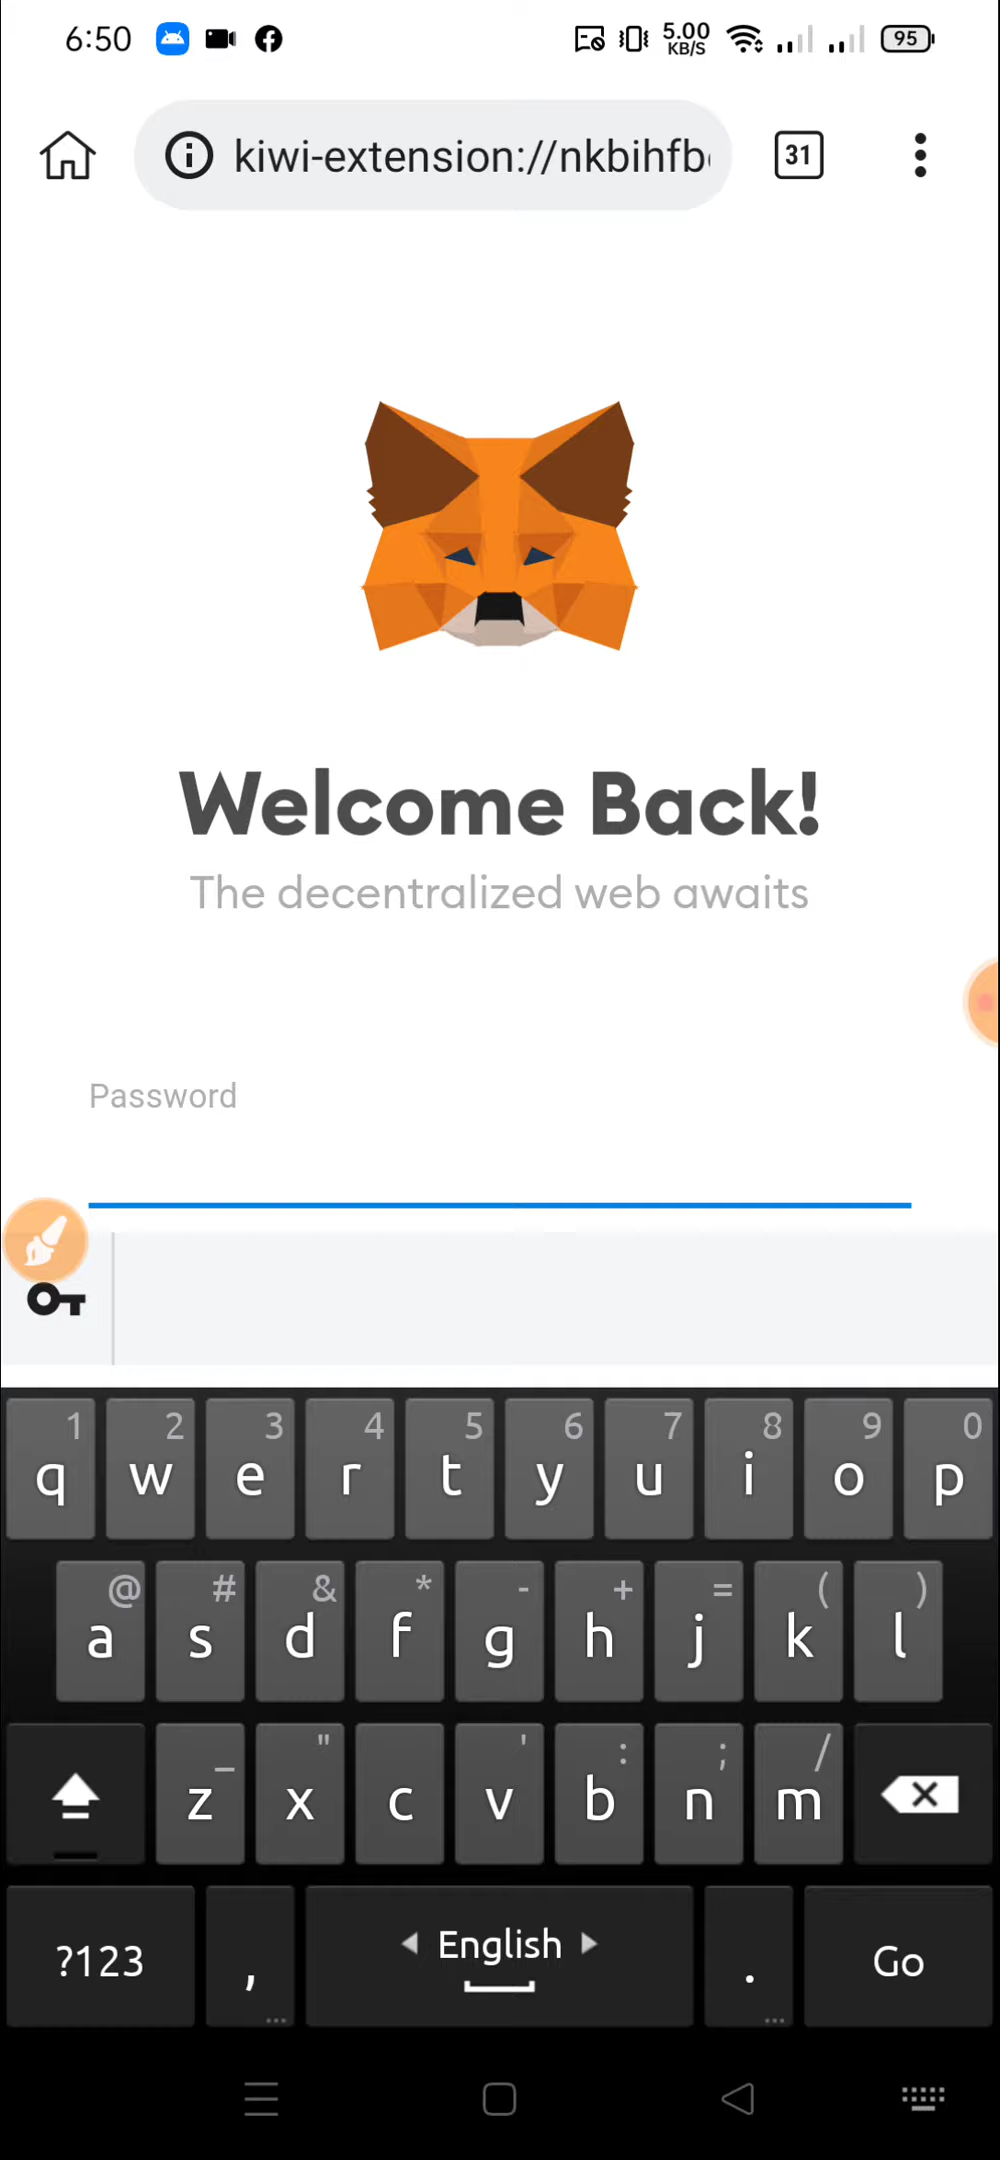 6:50 5.00 KB/S 95
kiwi-extension://nkbihfb
31
Welcome Back!
The decentralized web awaits
Password
1 2 3 4 5 6 7 8 9 0
q w e r t y u i o p
@ # & * - + = ( )
a s d f g h j k l
_ " ' : ; /
z x c v b n m
?123 , English . Go